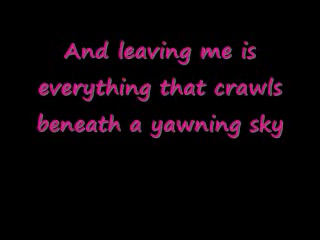 And leaving me is
everything that crawls
beneath a yawning sky